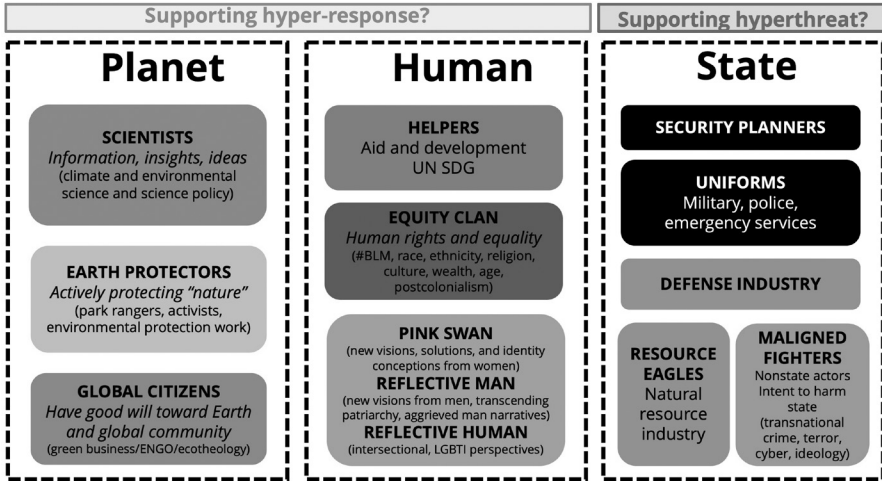 Supporting hyper-response?
Supporting hyperthreat?
Planet
SCIENTISTS
Information, insights, ideas
(climate and environmental
science and science policy)
EARTH PROTECTORS
Actively protecting “nature”
(park rangers, activists,
environmental protection work)
GLOBAL CITIZENS
Have good will toward Earth
and global community
(green business/ENGO/ecotheology)
Human
HELPERS
Aid and development
UN SDG
EQUITY CLAN
Human rights and equality
(#BLM, race, ethnicity, religion,
culture, wealth, age,
postcolonialism)
PINK SWAN
(new visions, solutions, and identity
conceptions from women)
REFLECTIVE MAN
(new visions from men, transcending
patriarchy, aggrieved man narratives)
REFLECTIVE HUMAN
(intersectional, LGBTI perspectives)
State
SECURITY PLANNERS
UNIFORMS
Military, police,
emergency services
DEFENSE INDUSTRY
RESOURCE
EAGLES
Natural
resource
industry
MALIGNED
FIGHTERS
Nonstate actors
Intent to harm
state
(transnational
crime, terror,
cyber, ideology)